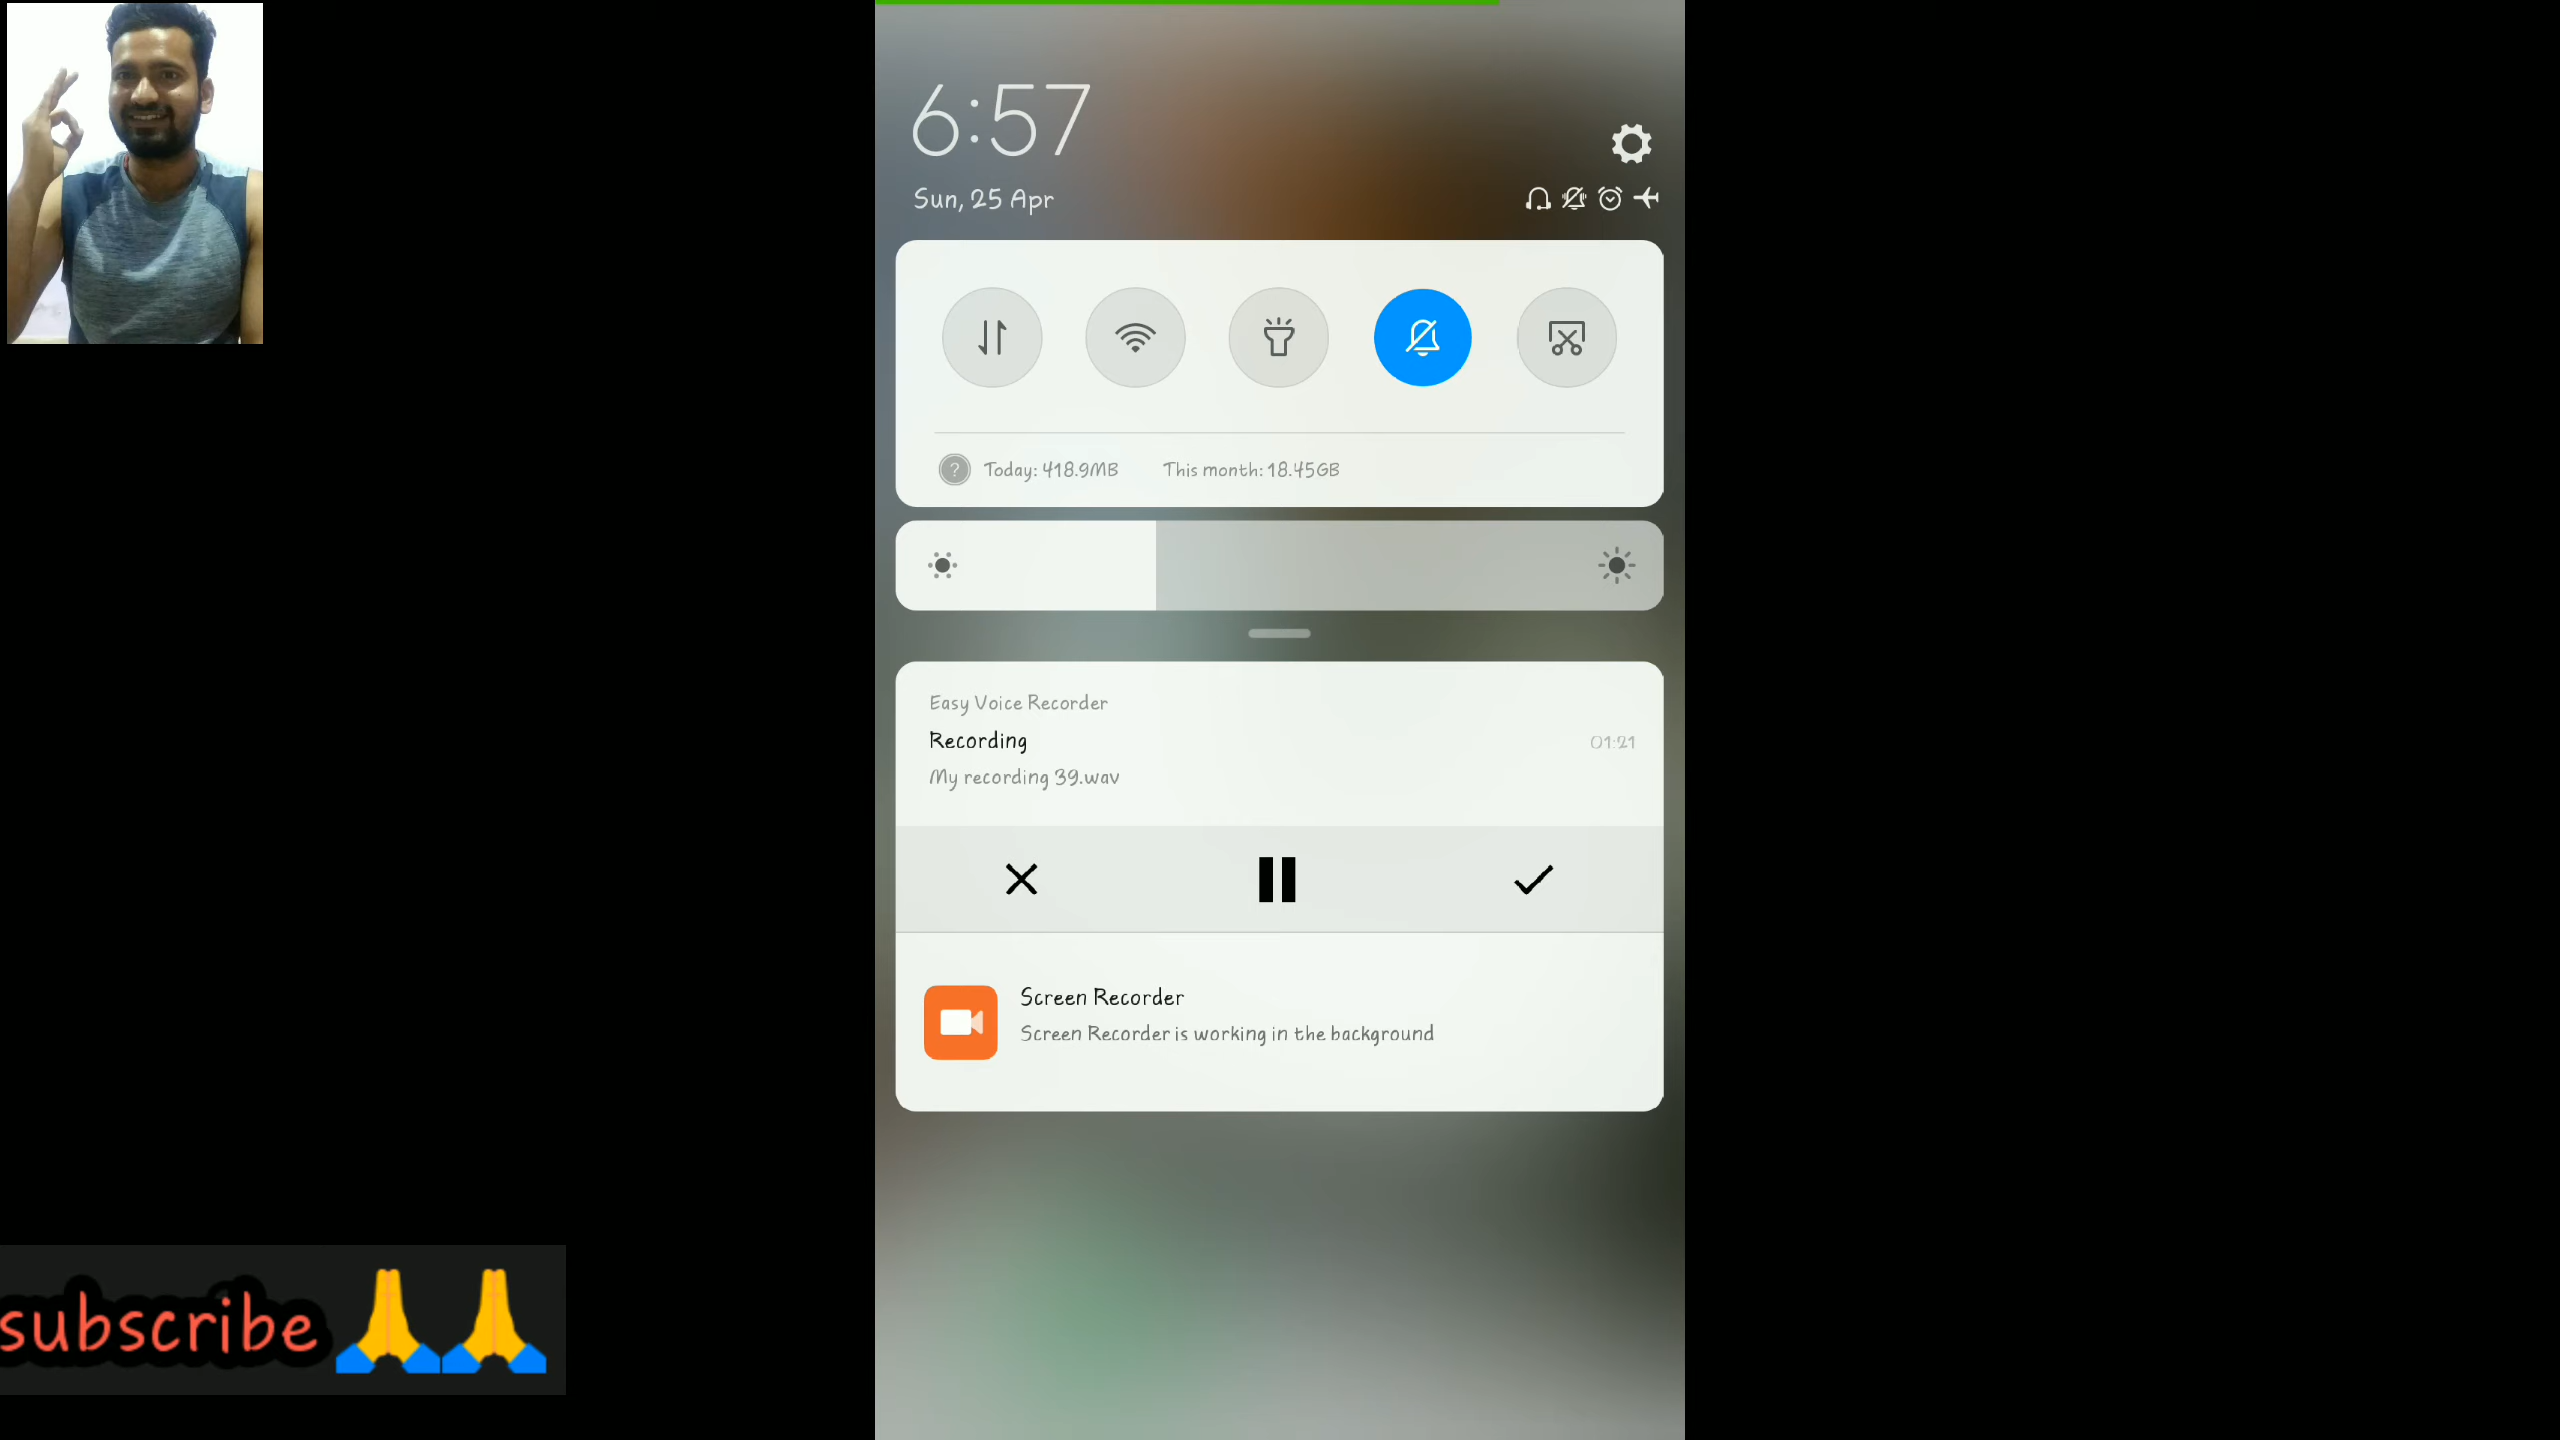 6:57
Sun, 25 Apr
Today: 418.9MB This month: 18.45GB
Easy Voice Recorder
Recording 01:21
My recording 39.wav
Screen Recorder
Screen Recorder is working in the background
subscribe🙏🙏